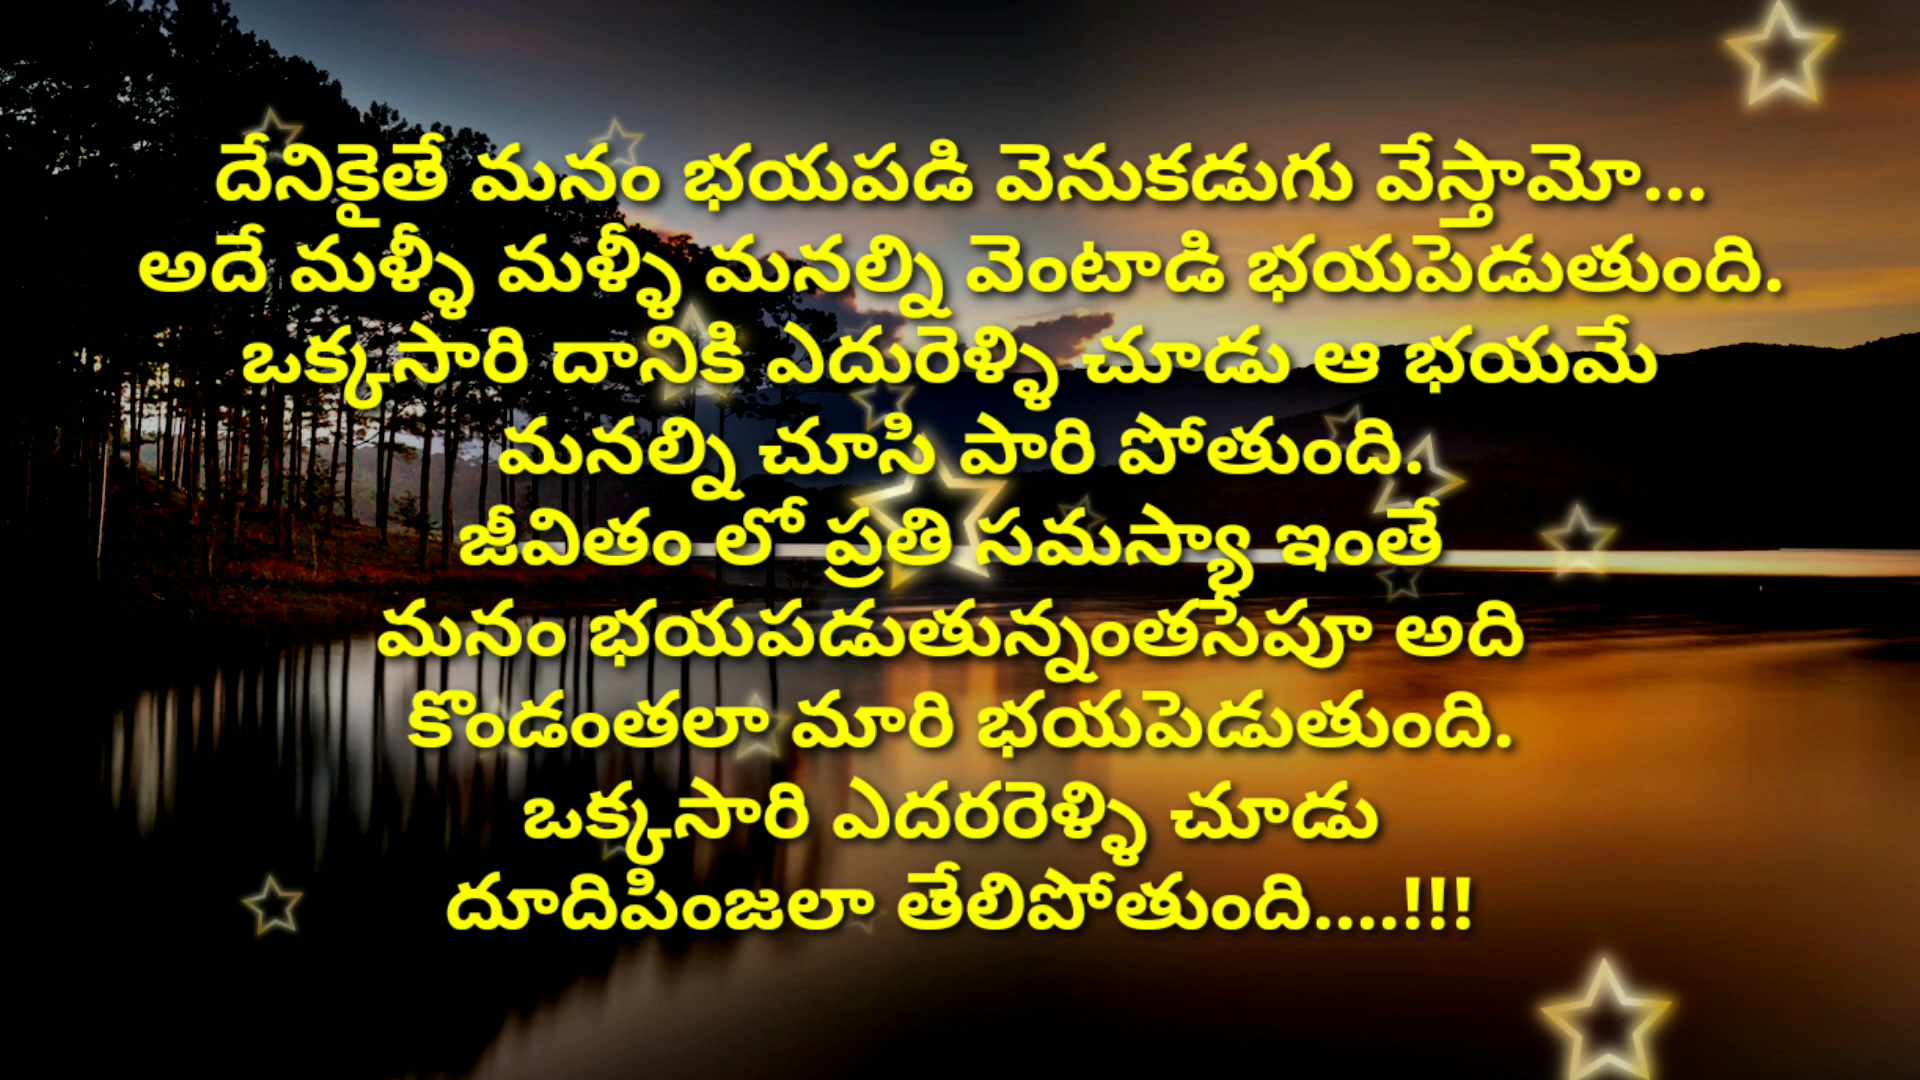 దేనికైతే మనం భయపడి వెనుకడుగు వేస్తామో...
అదే మళ్ళీ మళ్ళీ మనల్ని వెంటాడి భయపెడుతుంది.
ఒక్కసారి దానికి ఎదురెళ్ళి చూడు ఆ భయమే
మనల్ని చూసి పారి పోతుంది.
జీవితం లో ప్రతి సమస్యా ఇంతే
మనం భయపడుతున్నంతసేపూ అది
కొండంతలా మారి భయపెడుతుంది.
ఒక్కసారి ఎదరరెళ్ళి చూడు
దూదిపింజలా తేలిపోతుంది....!!!